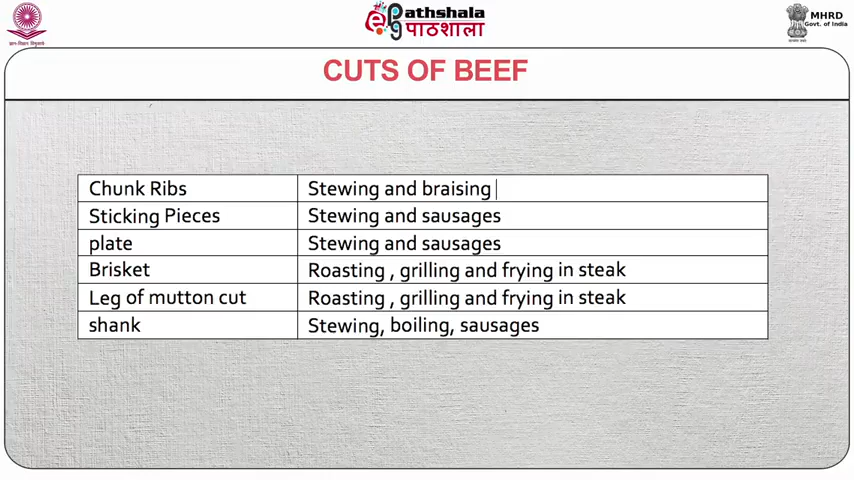 Pathshala
पाठशाला
MHRD
Govt. of India
CUTS OF BEEF
Chunk Ribs Stewing and braising
Sticking Pieces Stewing and sausages
plate Stewing and sausages
Brisket Roasting , grilling and frying in steak
Leg of mutton cut Roasting , grilling and frying in steak
shank Stewing, boiling, sausages